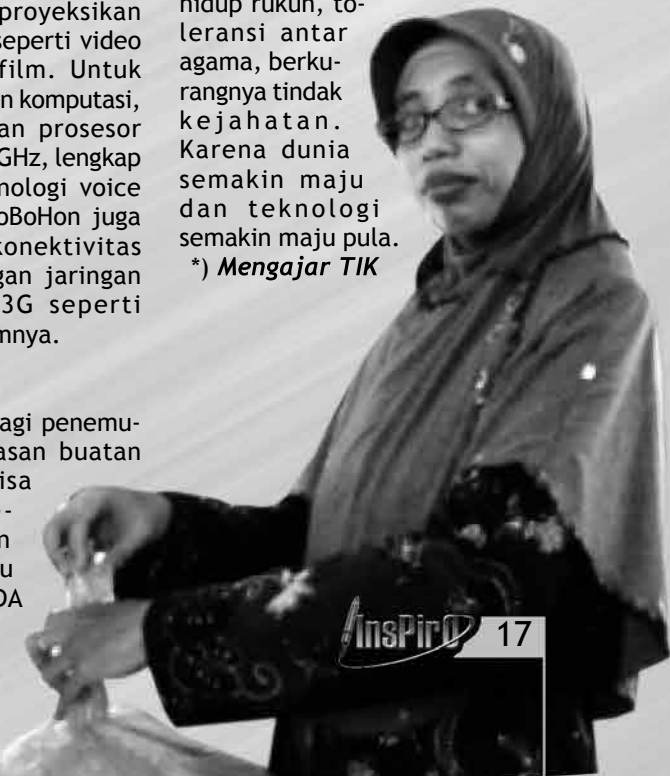 proyeksikan
seperti video
film. Untuk
n komputasi,
an prosesor
GHz, lengkap
nologi voice
oBoHon juga
konektivitas
gan jaringan
3G seperti
mnya.
agi penemu-
asan buatan
isa
-
n
u
DA
hidup rukun, to-
leransi antar
agama, berku-
rangnya tindak
kejahatan.
Karena dunia
semakin maju
dan teknologi
semakin maju pula.
*) Mengajar TIK
InsPirO 17